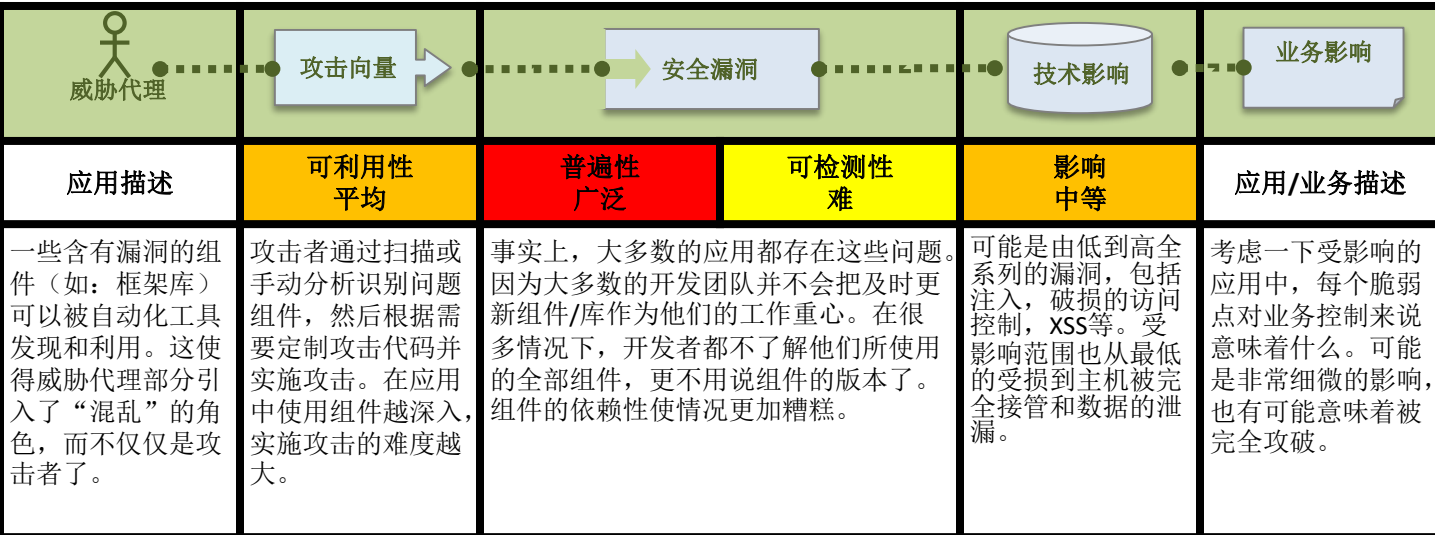 威胁代理
攻击向量
安全漏洞
技术影响
业务影响
应用描述
可利用性
平均
普遍性
广泛
可检测性
难
影响
中等
应用/业务描述
一些含有漏洞的组
件（如：框架库）
可以被自动化工具
发现和利用。这使
得威胁代理部分引
入了“混乱”的角
色，而不仅仅是攻
击者了。
攻击者通过扫描或
手动分析识别问题
组件，然后根据需
要定制攻击代码并
实施攻击。在应用
中使用组件越深入，
实施攻击的难度越
大。
事实上，大多数的应用都存在这些问题。
因为大多数的开发团队并不会把及时更
新组件/库作为他们的工作重心。在很
多情况下，开发者都不了解他们所使用
的全部组件，更不用说组件的版本了。
组件的依赖性使情况更加糟糕。
可能是由低到高全
系列的漏洞，包括
注入，破损的访问
控制，XSS等。受
影响范围也从最低
的受损到主机被完
全接管和数据的泄
漏。
考虑一下受影响的
应用中，每个脆弱
点对业务控制来说
意味着什么。可能
是非常细微的影响，
也有可能意味着被
完全攻破。